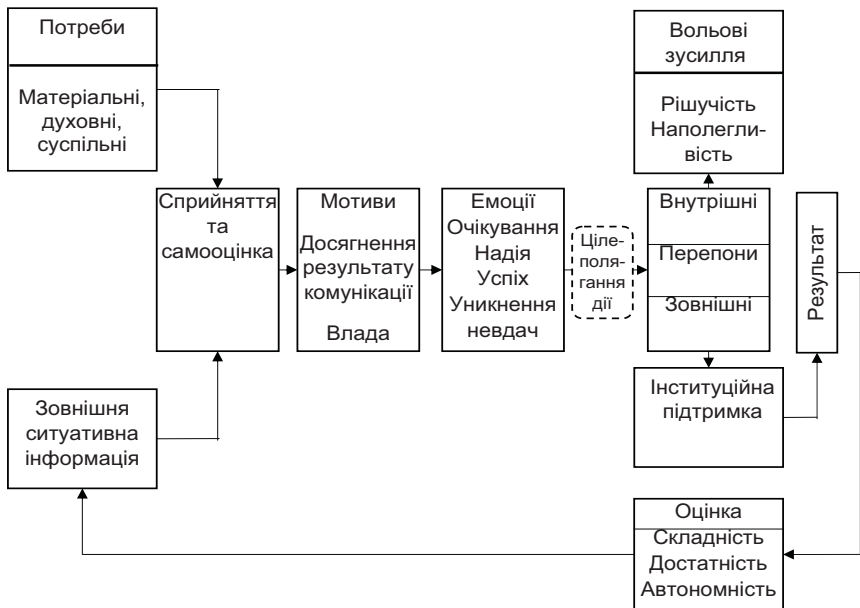 Потреби
Матеріальні,
духовні,
суспільні
Вольові
зусилля
Рішучість
Наполегли-
вість
Сприйняття
та
самооцінка
Мотиви
Досягнення
результату
комунікації
Влада
Емоції
Очікування
Надія
Успіх
Уникнення
невдач
Ціле-
поля-
гання
дії
Внутрішні
Перепони
Зовнішні
Результат
Зовнішня
ситуативна
інформація
Інституційна
підтримка
Оцінка
Складність
Достатність
Автономність